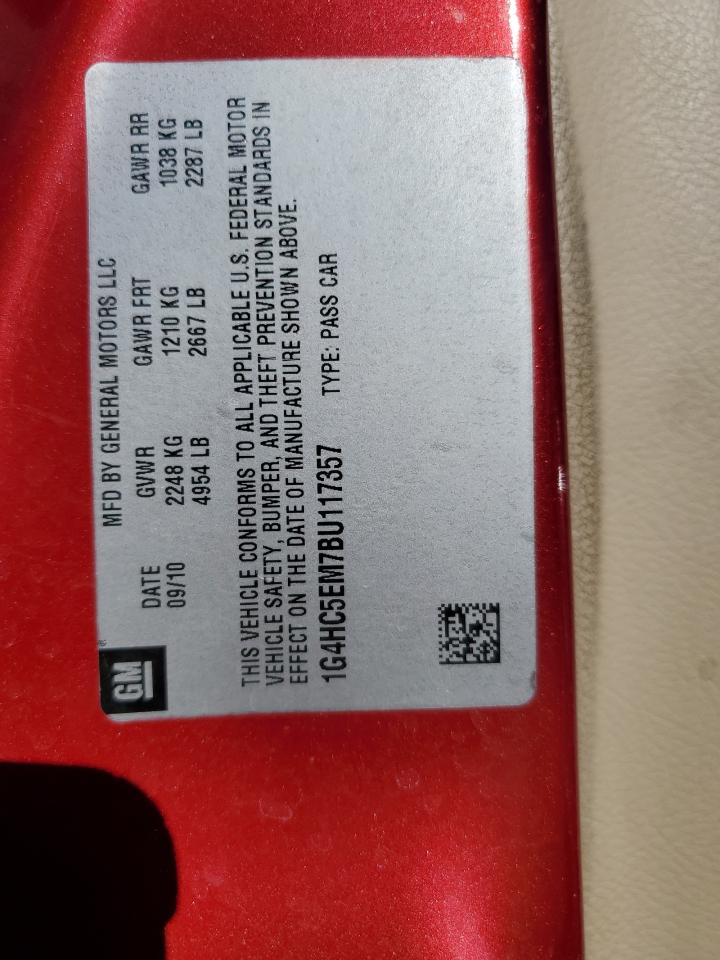 GM
MFD BY GENERAL MOTORS LLC
DATE GVWR GAWR FRT GAWR RR
09/10 2248 KG 1210 KG 1038 KG
4954 LB 2667 LB 2287 LB
THIS VEHICLE CONFORMS TO ALL APPLICABLE U.S. FEDERAL MOTOR
VEHICLE SAFETY, BUMPER, AND THEFT PREVENTION STANDARDS IN
EFFECT ON THE DATE OF MANUFACTURE SHOWN ABOVE.
1G4HC5EM7BU117357 TYPE: PASS CAR